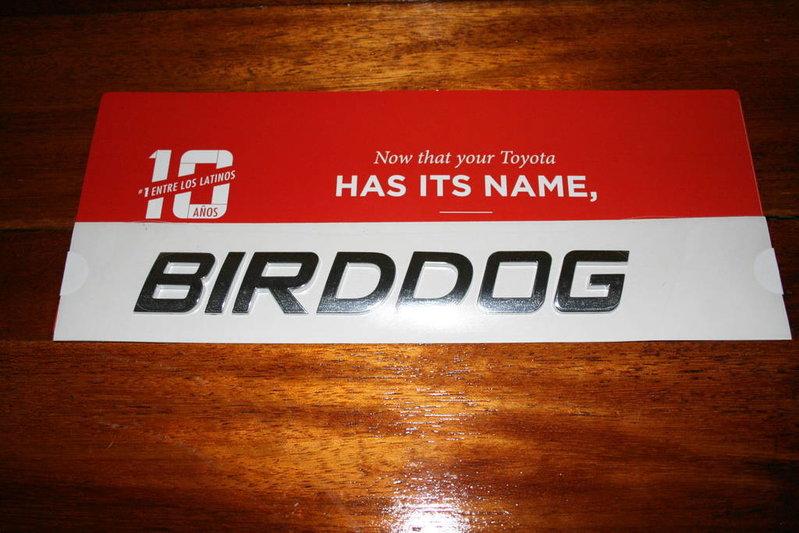 10
#1 ENTRE LOS LATINOS
AÑOS
Now that your Toyota
HAS ITS NAME,
BIRDDOG